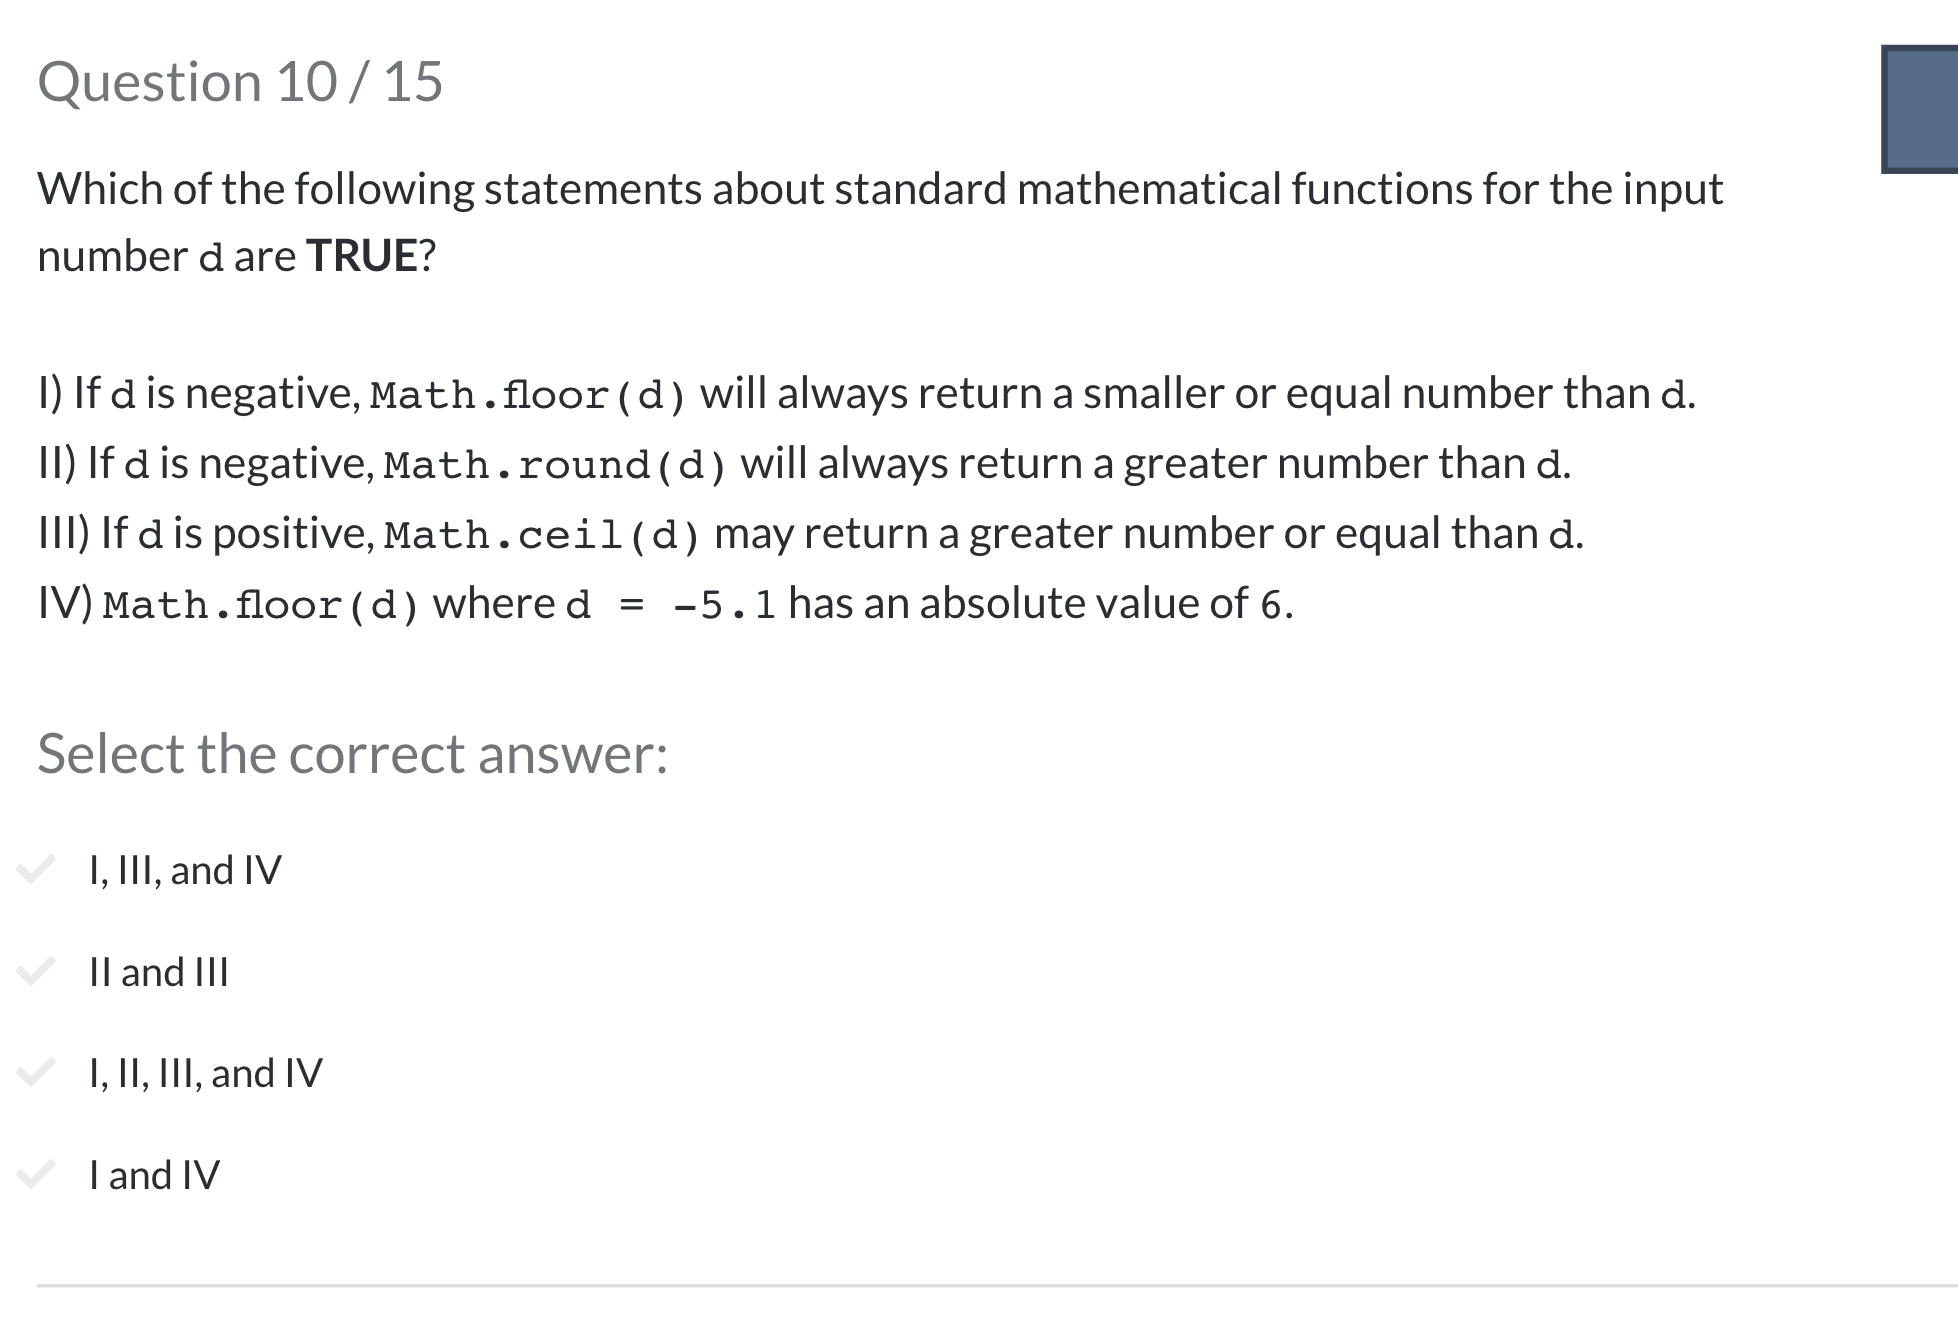 Question 10 / 15
Which of the following statements about standard mathematical functions for the input
number d are TRUE?
I) If d is negative, Math.floor(d) will always return a smaller or equal number than d.
II) If d is negative, Math.round(d) will always return a greater number than d.
III) If d is positive, Math.ceil(d) may return a greater number or equal than d.
IV) Math.floor(d) where d = -5.1 has an absolute value of 6.
Select the correct answer:
I, III, and IV
II and III
I, II, III, and IV
I and IV